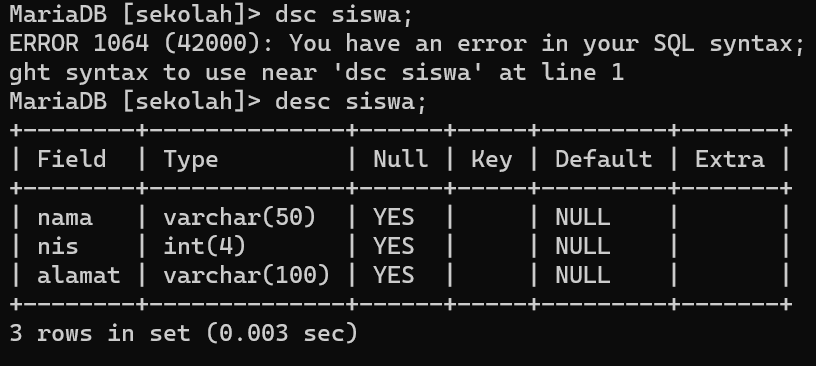 MariaDB [sekolah]> dsc siswa;
ERROR 1064 (42000): You have an error in your SQL syntax;
ght syntax to use near 'dsc siswa' at line 1
MariaDB [sekolah]> desc siswa;
+--------+--------------+------+-----+---------+-------+
| Field  | Type         | Null | Key | Default | Extra |
+--------+--------------+------+-----+---------+-------+
| nama   | varchar(50)  | YES  |     | NULL    |       |
| nis    | int(4)       | YES  |     | NULL    |       |
| alamat | varchar(100) | YES  |     | NULL    |       |
+--------+--------------+------+-----+---------+-------+
3 rows in set (0.003 sec)